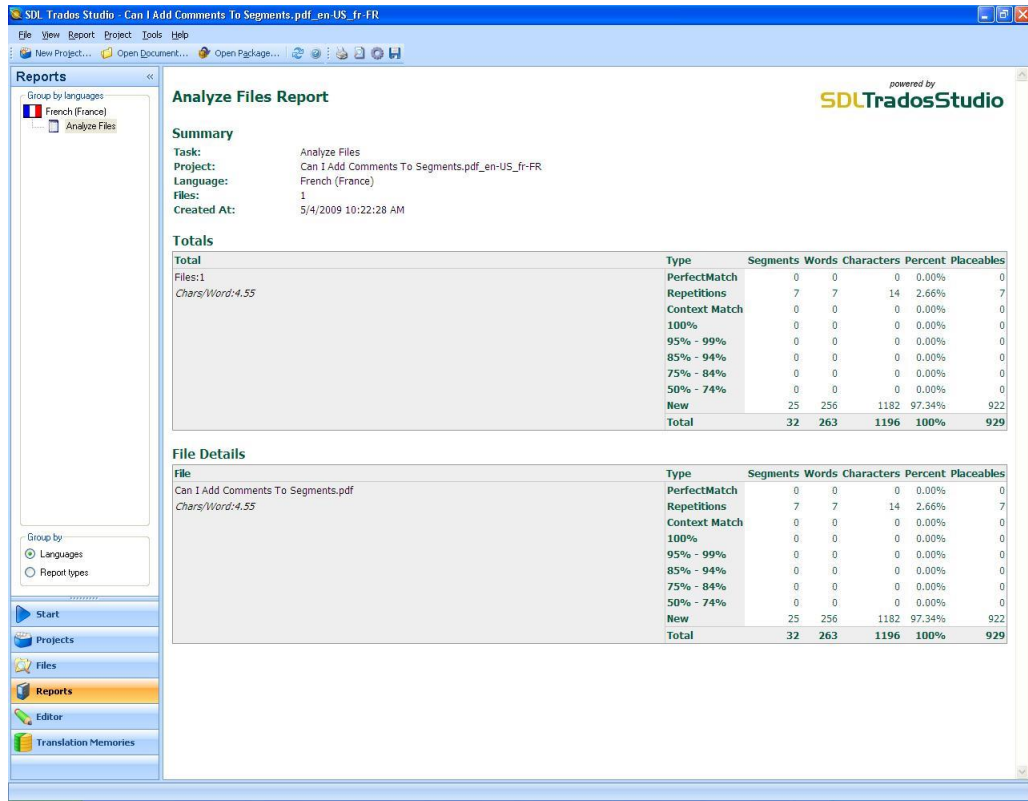 SDL Trados Studio - Can I Add Comments To Segments.pdf_en-US_fr-FR
File View Report Project Tools Help
New Project... Open Document... Open Package...
Reports «
Group by languages
French (France)
Analyze Files
powered by
SDLTradosStudio
Analyze Files Report
Summary
Task: Analyze Files
Project: Can I Add Comments To Segments.pdf_en-US_fr-FR
Language: French (France)
Files: 1
Created At: 5/4/2009 10:22:28 AM
Totals
Total Type Segments Words Characters Percent Placeables
Files:1 PerfectMatch 0 0 0 0.00% 0
Chars/Word:4.55 Repetitions 7 7 14 2.66% 7
Context Match 0 0 0 0.00% 0
100% 0 0 0 0.00% 0
95% - 99% 0 0 0 0.00% 0
85% - 94% 0 0 0 0.00% 0
75% - 84% 0 0 0 0.00% 0
50% - 74% 0 0 0 0.00% 0
New 25 256 1182 97.34% 922
Total 32 263 1196 100% 929
File Details
File Type Segments Words Characters Percent Placeables
Can I Add Comments To Segments.pdf PerfectMatch 0 0 0 0.00% 0
Chars/Word:4.55 Repetitions 7 7 14 2.66% 7
Context Match 0 0 0 0.00% 0
100% 0 0 0 0.00% 0
95% - 99% 0 0 0 0.00% 0
85% - 94% 0 0 0 0.00% 0
75% - 84% 0 0 0 0.00% 0
50% - 74% 0 0 0 0.00% 0
New 25 256 1182 97.34% 922
Total 32 263 1196 100% 929
Group by
Languages
Report types
Start
Projects
Files
Reports
Editor
Translation Memories